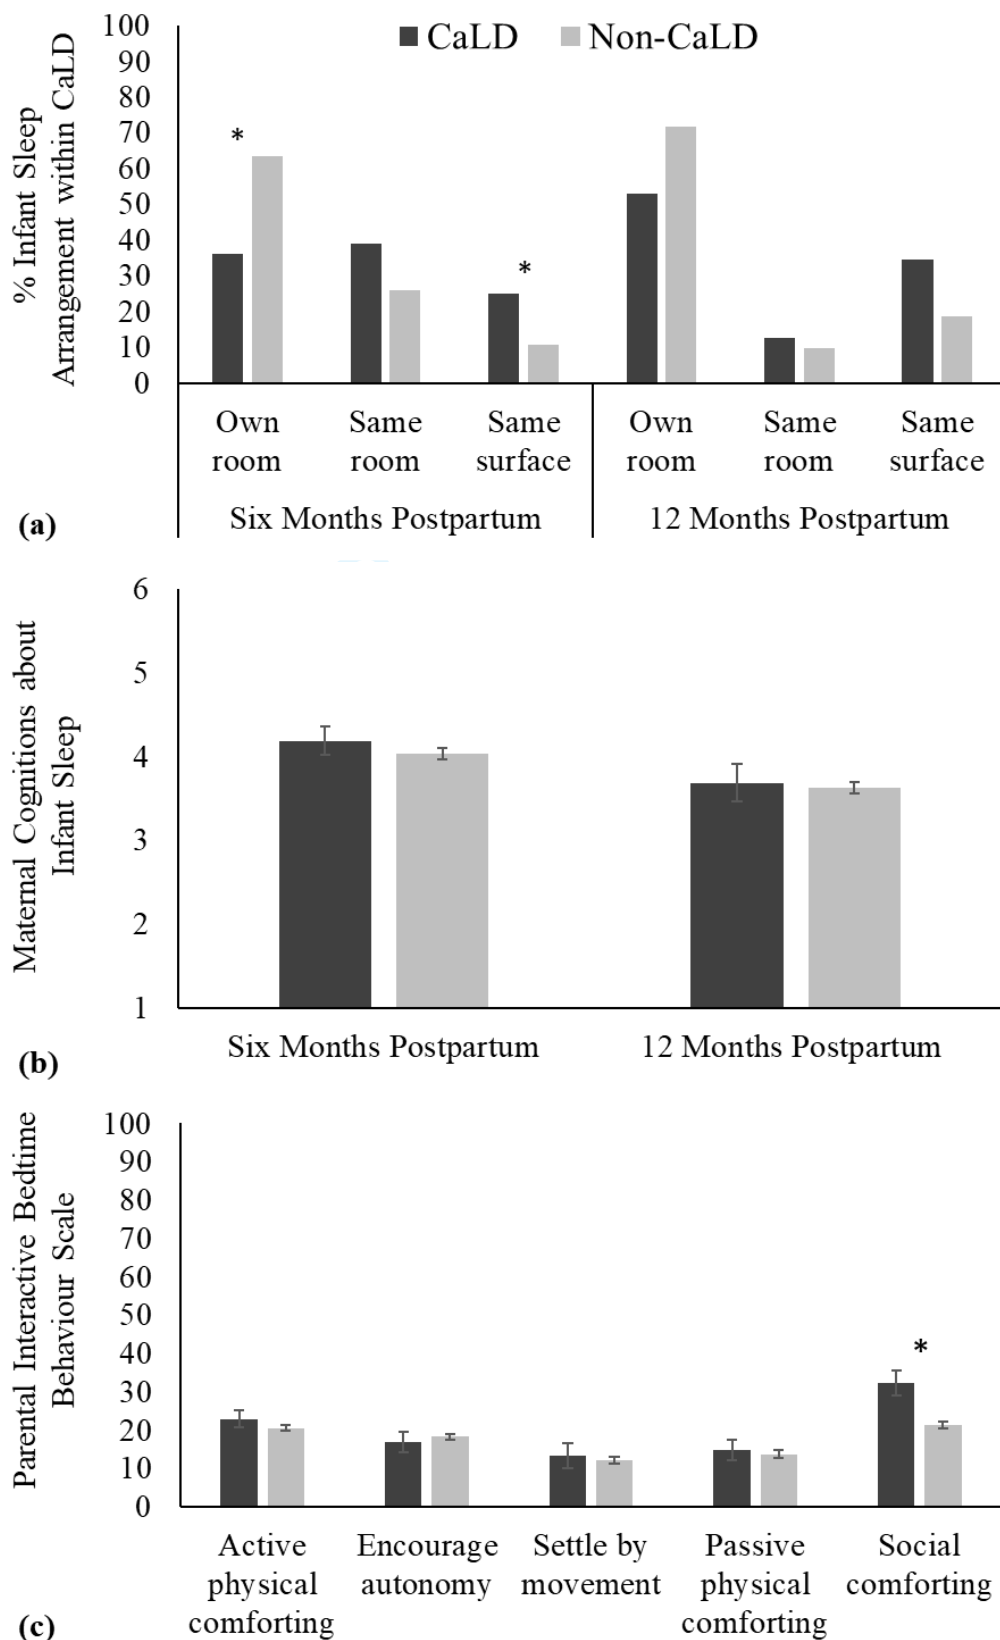 % Infant Sleep
Arrangement within CaLD
100
90
80
70
60
50
40
30
20
10
0
CaLD Non-CaLD
*
*
Own room
Same room
Same surface
Own room
Same room
Same surface
Six Months Postpartum
12 Months Postpartum
(a)
Maternal Cognitions about
Infant Sleep
6
5
4
3
2
1
Six Months Postpartum
12 Months Postpartum
(b)
Parental Interactive Bedtime
Behaviour Scale
100
90
80
70
60
50
40
30
20
10
0
*
Active
physical
comforting
Encourage
autonomy
Settle by
movement
Passive
physical
comforting
Social
comforting
(c)